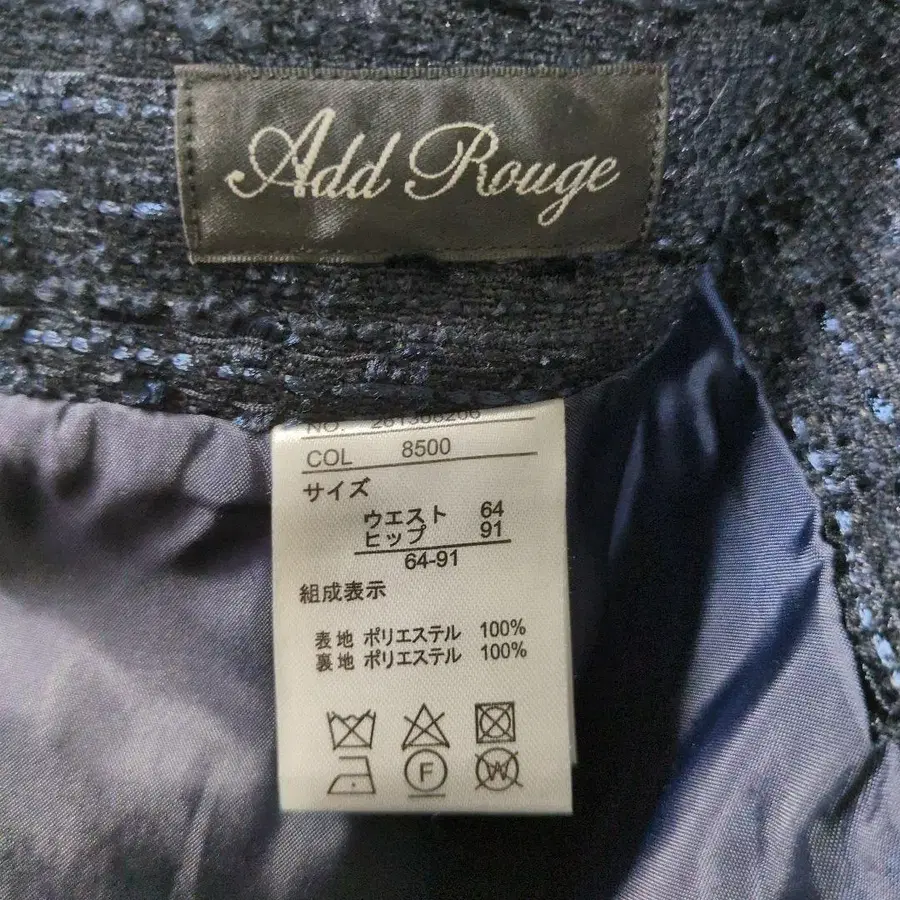 Add Rouge
NO.
COL 8500
サイズ
ウエスト 64
ヒップ 91
64-91
組成表示
表地 ポリエステル 100%
裏地 ポリエステル 100%
F
W